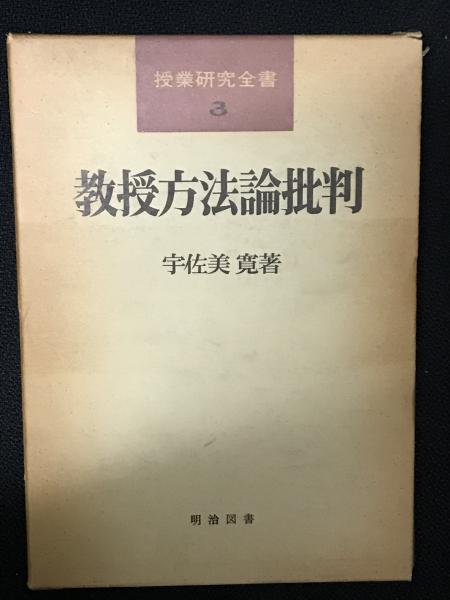 授業研究全書
3
教授方法論批判
宇佐美 寛著
明治図書